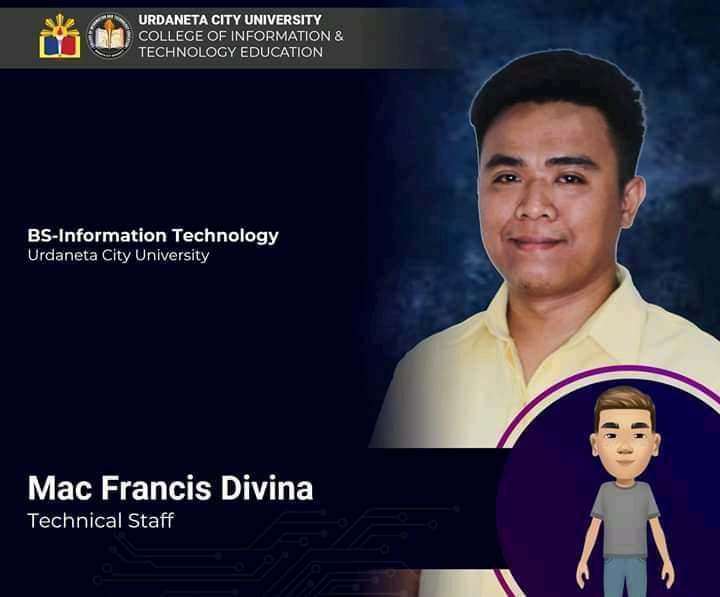 URDANETA CITY UNIVERSITY
COLLEGE OF INFORMATION &
TECHNOLOGY EDUCATION
BS-Information Technology
Urdaneta City University
Mac Francis Divina
Technical Staff